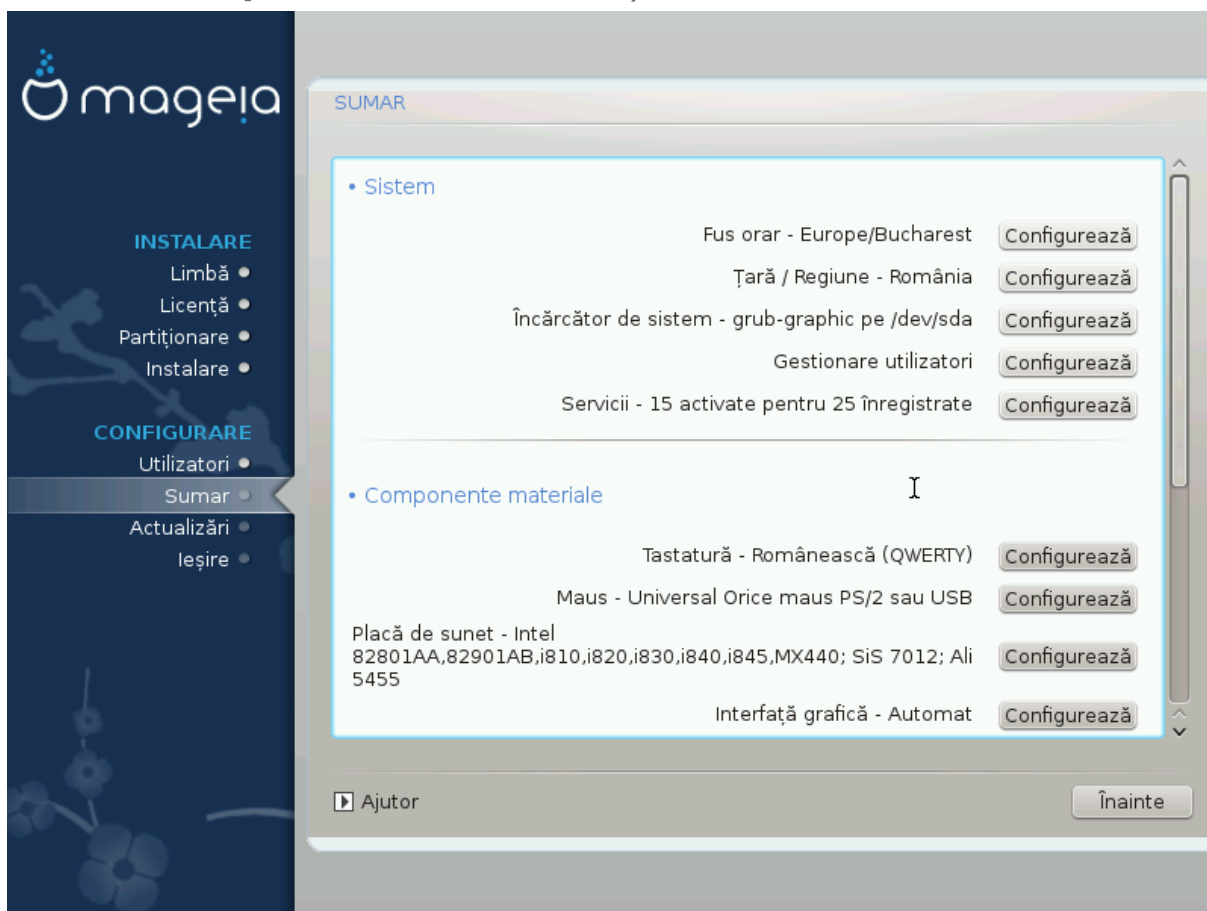 mageia
INSTALARE
Limbă
Licență
Partiționare
Instalare
CONFIGURARE
Utilizatori
Sumar
Actualizări
Ieșire
SUMAR
• Sistem
Fus orar - Europe/Bucharest Configurează
Țară / Regiune - România Configurează
Încărcător de sistem - grub-graphic pe /dev/sda Configurează
Gestionare utilizatori Configurează
Servicii - 15 activate pentru 25 înregistrate Configurează
• Componente materiale
Tastatură - Românească (QWERTY) Configurează
Maus - Universal Orice maus PS/2 sau USB Configurează
Placă de sunet - Intel
82801AA,82901AB,i810,i820,i830,i840,i845,MX440; SiS 7012; Ali Configurează
5455
Interfață grafică - Automat Configurează
Ajutor
Înainte